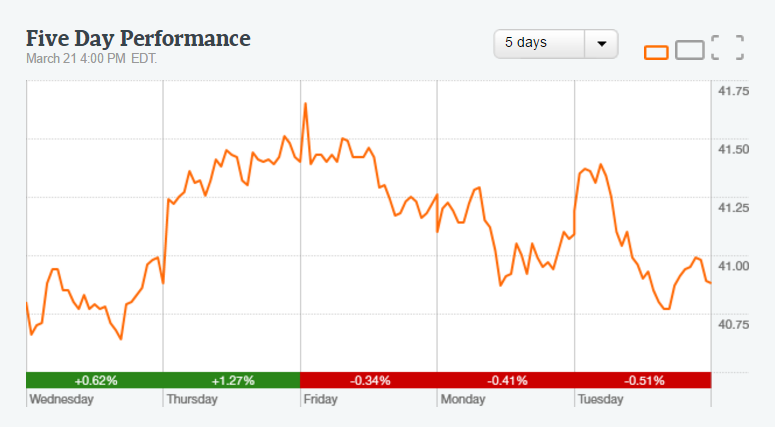 Five Day Performance
March 21 4:00 PM EDT.
5 days
41.75
41.50
41.25
41.00
40.75
+0.62% +1.27% -0.34% -0.41% -0.51%
Wednesday Thursday Friday Monday Tuesday